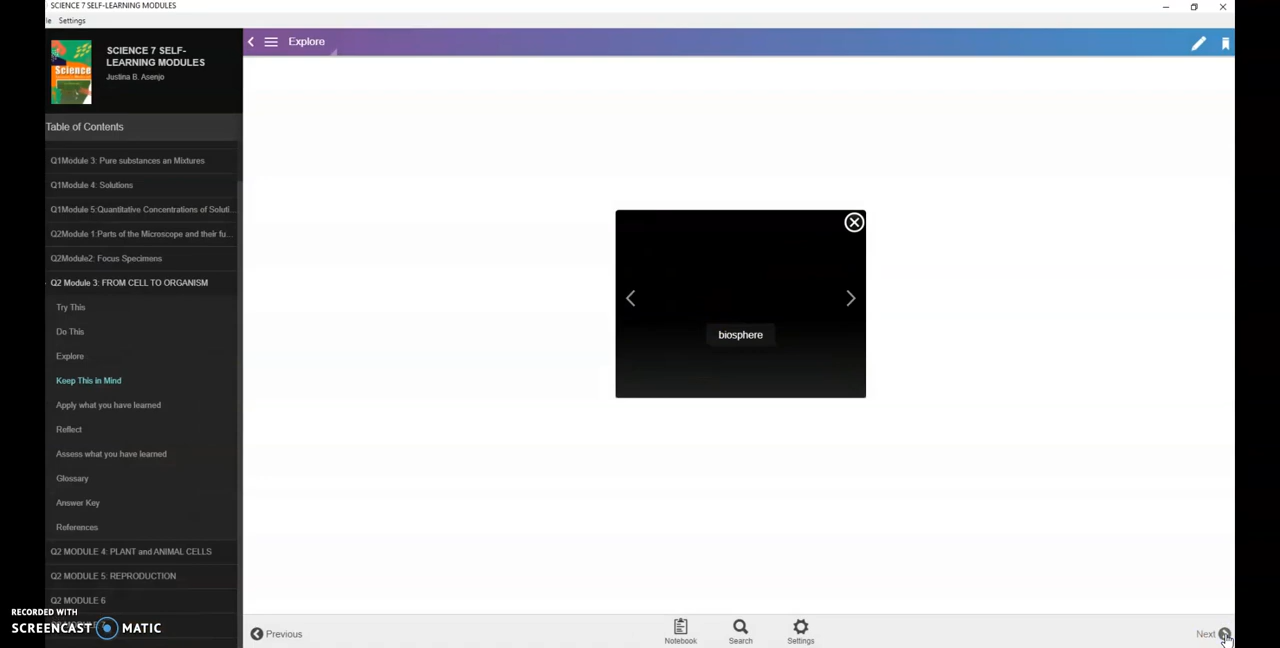 SCIENCE 7 SELF-LEARNING MODULES
le Settings
SCIENCE 7 SELF-
LEARNING MODULES
Justina B. Asenjo
Science
Explore
Table of Contents
Q1Module 3: Pure substances an Mixtures
Q1Module 4: Solutions
Q1Module 5:Quantitative Concentrations of Soluti...
Q2Module 1:Parts of the Microscope and their fu...
Q2Module2: Focus Specimens
Q2 Module 3: FROM CELL TO ORGANISM
Try This
Do This
Explore
Keep This in Mind
Apply what you have learned
Reflect
Assess what you have learned
Glossary
Answer Key
References
Q2 MODULE 4: PLANT and ANIMAL CELLS
Q2 MODULE 5: REPRODUCTION
Q2 MODULE 6
RECORDED WITH
SCREENCAST MATIC
biosphere
Previous
Notebook
Search
Settings
Next